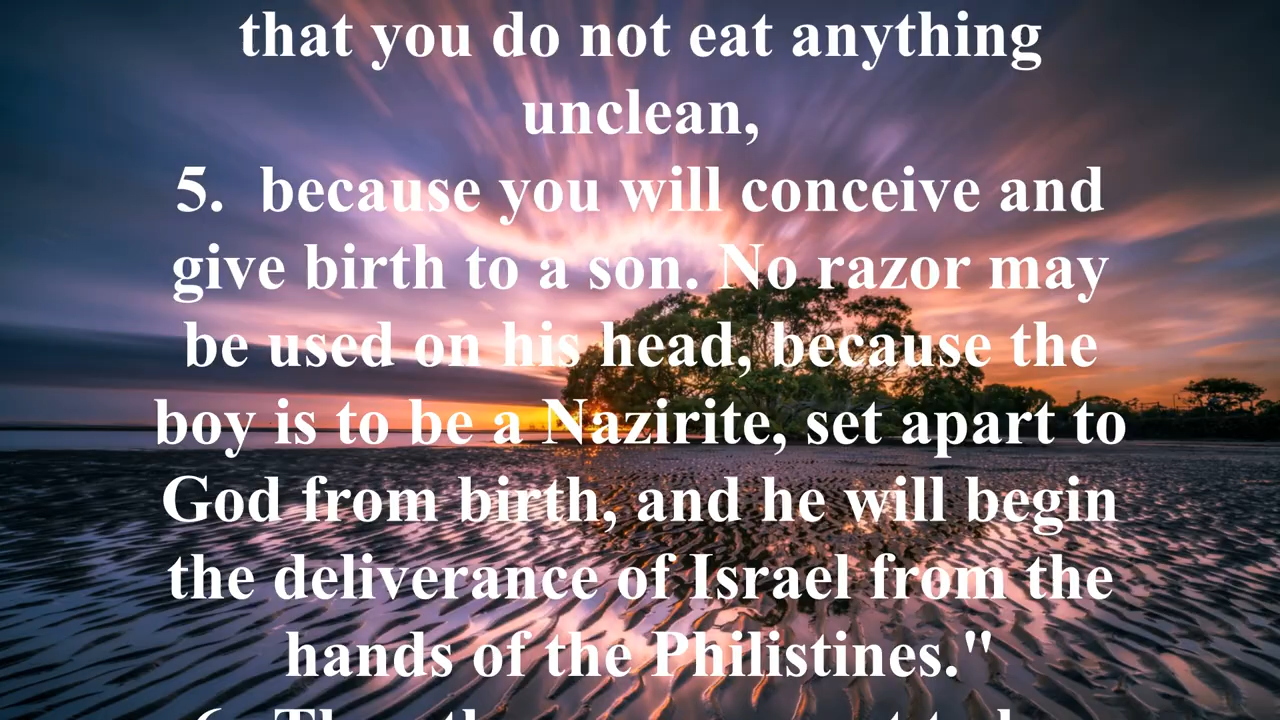 that you do not eat anything
unclean,
5. because you will conceive and
give birth to a son. No razor may
be used on his head, because the
boy is to be a Nazirite, set apart to
God from birth, and he will begin
the deliverance of Israel from the
hands of the Philistines."